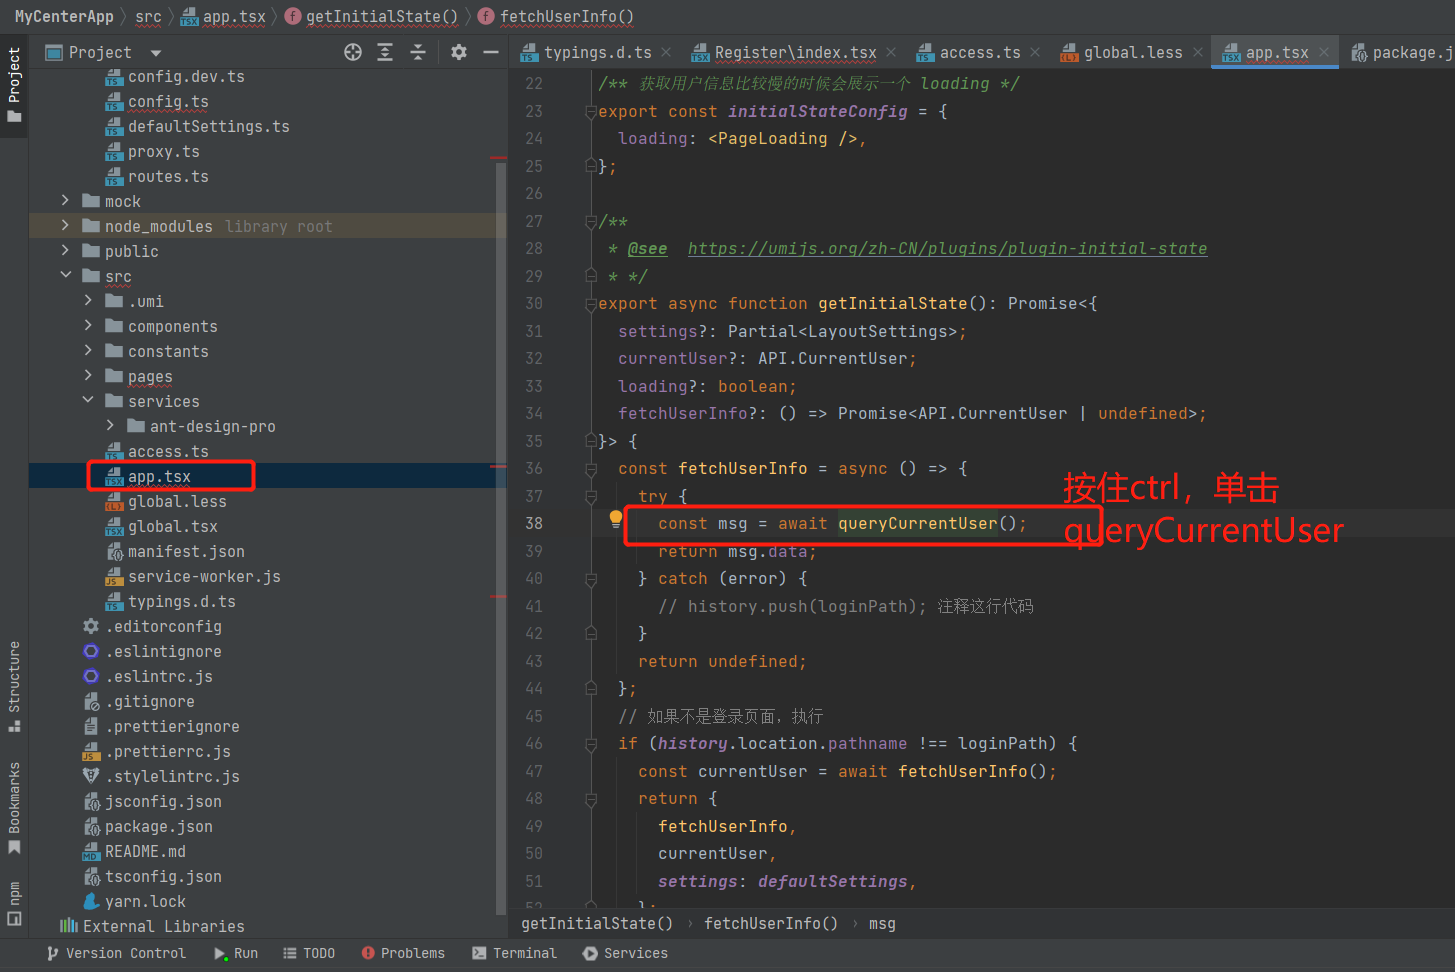 MyCenterApp src app.tsx getInitialState() fetchUserInfo()
Project
typings.d.ts Register\index.tsx access.ts global.less app.tsx package.j
Project
Structure
Bookmarks
npm
config.dev.ts
config.ts
defaultSettings.ts
proxy.ts
routes.ts
mock
node_modules library root
public
src
.umi
components
constants
pages
services
ant-design-pro
access.ts
app.tsx
global.less
global.tsx
manifest.json
service-worker.js
typings.d.ts
.editorconfig
.eslintignore
.eslintrc.js
.gitignore
.prettierignore
.prettierrc.js
.stylelintrc.js
jsconfig.json
package.json
README.md
tsconfig.json
yarn.lock
External Libraries
22 /** 获取用户信息比较慢的时候会展示一个 loading */
23 export const initialStateConfig = {
24 loading: <PageLoading />,
25 };
26
27 /**
28 * @see https://umijs.org/zh-CN/plugins/plugin-initial-state
29 * */
30 export async function getInitialState(): Promise<{
31 settings?: Partial<LayoutSettings>;
32 currentUser?: API.CurrentUser;
33 loading?: boolean;
34 fetchUserInfo?: () => Promise<API.CurrentUser | undefined>;
35 }> {
36 const fetchUserInfo = async () => {
37 try {
38 const msg = await queryCurrentUser();
39 return msg.data;
40 } catch (error) {
41 // history.push(loginPath); 注释这行代码
42 }
43 return undefined;
44 };
45 // 如果不是登录页面，执行
46 if (history.location.pathname !== loginPath) {
47 const currentUser = await fetchUserInfo();
48 return {
49 fetchUserInfo,
50 currentUser,
51 settings: defaultSettings,
52 };
按住ctrl，单击
queryCurrentUser
getInitialState() › fetchUserInfo() › msg
Version Control Run TODO Problems Terminal Services